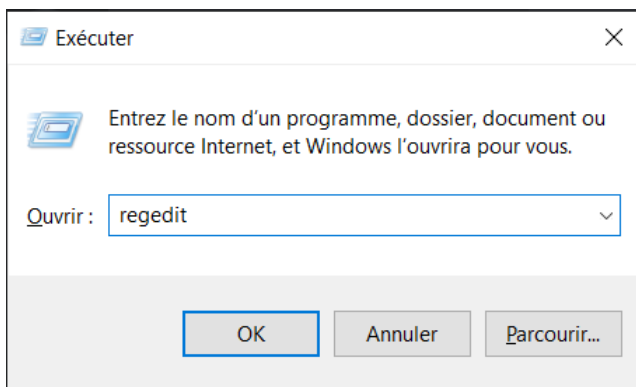 Exécuter
Entrez le nom d’un programme, dossier, document ou
ressource Internet, et Windows l’ouvrira pour vous.
Ouvrir : regedit
OK Annuler Parcourir...